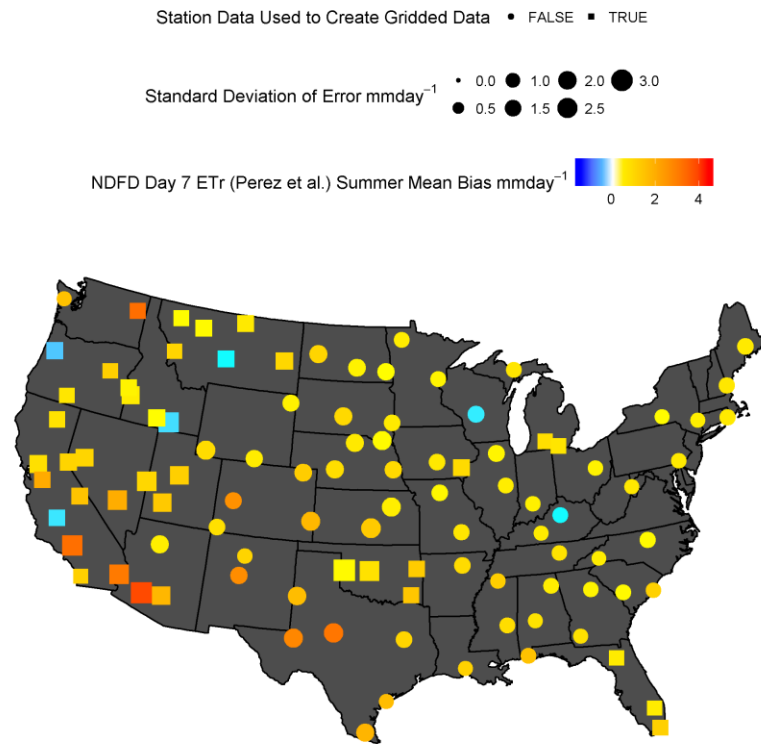 Station Data Used to Create Gridded Data ● FALSE ■ TRUE
Standard Deviation of Error mmday⁻¹
0.0 1.0 2.0 3.0
0.5 1.5 2.5
NDFD Day 7 ETr (Perez et al.) Summer Mean Bias mmday⁻¹
0 2 4